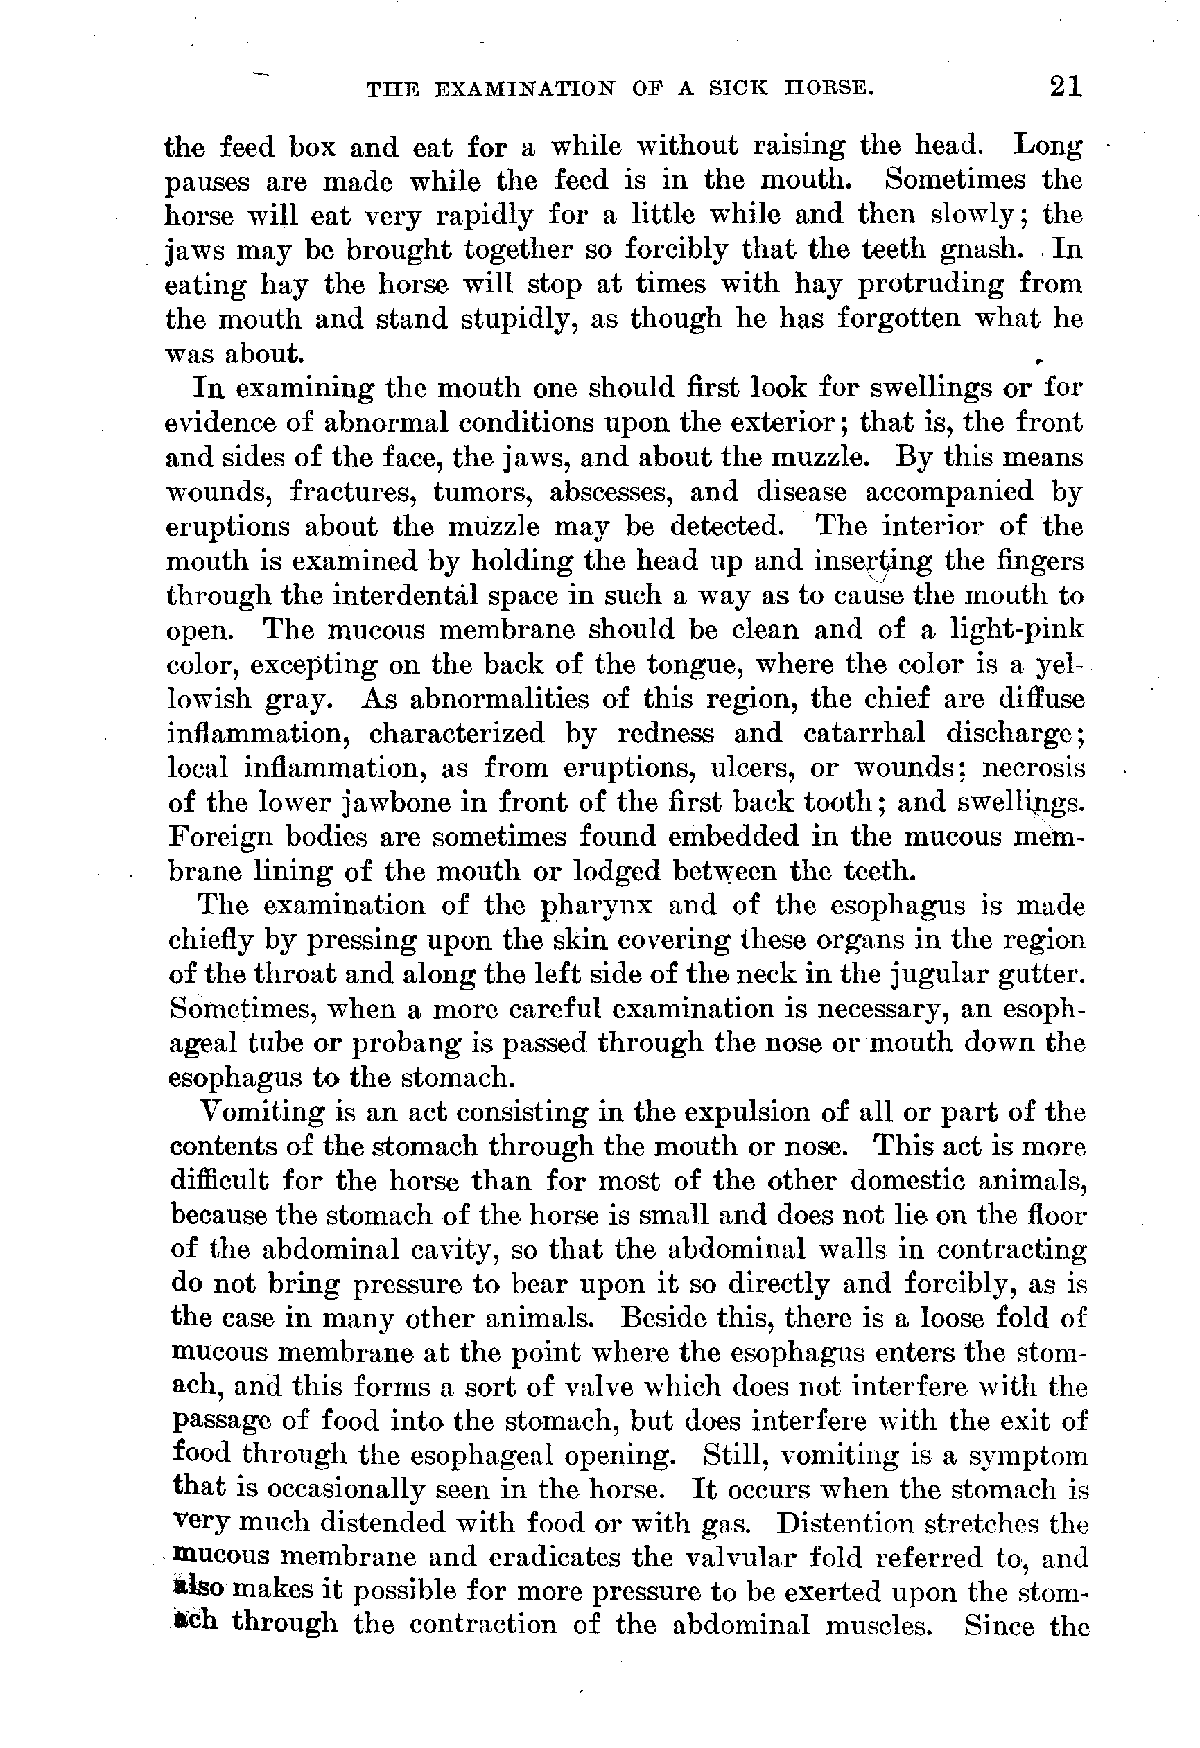 THE EXAMINATION OF A SICK HORSE. 21
the feed box and eat for a while without raising the head. Long
pauses are made while the feed is in the mouth. Sometimes the
horse will eat very rapidly for a little while and then slowly; the
jaws may be brought together so forcibly that the teeth gnash. In
eating hay the horse will stop at times with hay protruding from
the mouth and stand stupidly, as though he has forgotten what he
was about.
In examining the mouth one should first look for swellings or for
evidence of abnormal conditions upon the exterior; that is, the front
and sides of the face, the jaws, and about the muzzle. By this means
wounds, fractures, tumors, abscesses, and disease accompanied by
eruptions about the muzzle may be detected. The interior of the
mouth is examined by holding the head up and inserting the fingers
through the interdental space in such a way as to cause the mouth to
open. The mucous membrane should be clean and of a light-pink
color, excepting on the back of the tongue, where the color is a yel-
lowish gray. As abnormalities of this region, the chief are diffuse
inflammation, characterized by redness and catarrhal discharge;
local inflammation, as from eruptions, ulcers, or wounds; necrosis
of the lower jawbone in front of the first back tooth; and swellings.
Foreign bodies are sometimes found embedded in the mucous mem-
brane lining of the mouth or lodged between the teeth.
The examination of the pharynx and of the esophagus is made
chiefly by pressing upon the skin covering these organs in the region
of the throat and along the left side of the neck in the jugular gutter.
Sometimes, when a more careful examination is necessary, an esoph-
ageal tube or probang is passed through the nose or mouth down the
esophagus to the stomach.
Vomiting is an act consisting in the expulsion of all or part of the
contents of the stomach through the mouth or nose. This act is more
difficult for the horse than for most of the other domestic animals,
because the stomach of the horse is small and does not lie on the floor
of the abdominal cavity, so that the abdominal walls in contracting
do not bring pressure to bear upon it so directly and forcibly, as is
the case in many other animals. Beside this, there is a loose fold of
mucous membrane at the point where the esophagus enters the stom-
ach, and this forms a sort of valve which does not interfere with the
passage of food into the stomach, but does interfere with the exit of
food through the esophageal opening. Still, vomiting is a symptom
that is occasionally seen in the horse. It occurs when the stomach is
very much distended with food or with gas. Distention stretches the
mucous membrane and eradicates the valvular fold referred to, and
also makes it possible for more pressure to be exerted upon the stom-
ach through the contraction of the abdominal muscles. Since the